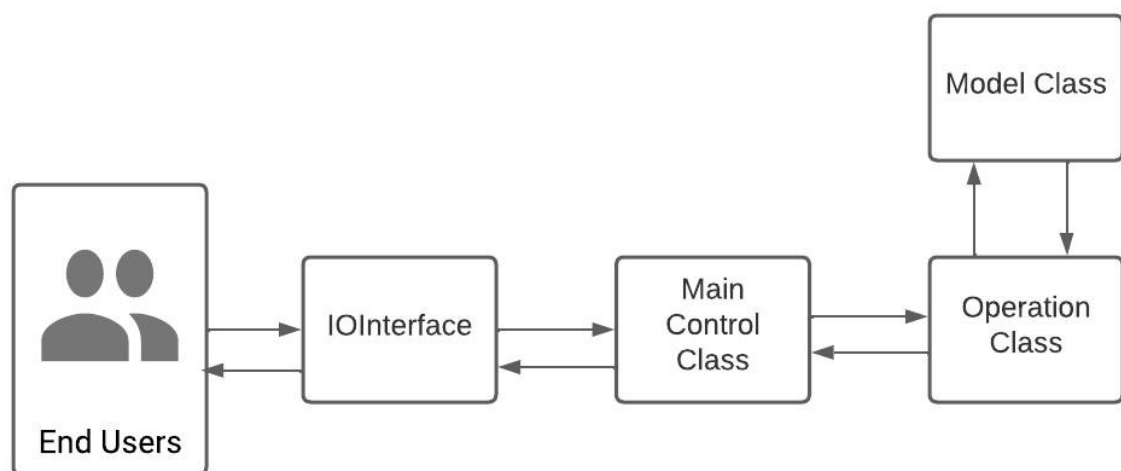 Model Class
IOInterface
Main
Control
Class
Operation
Class
End Users